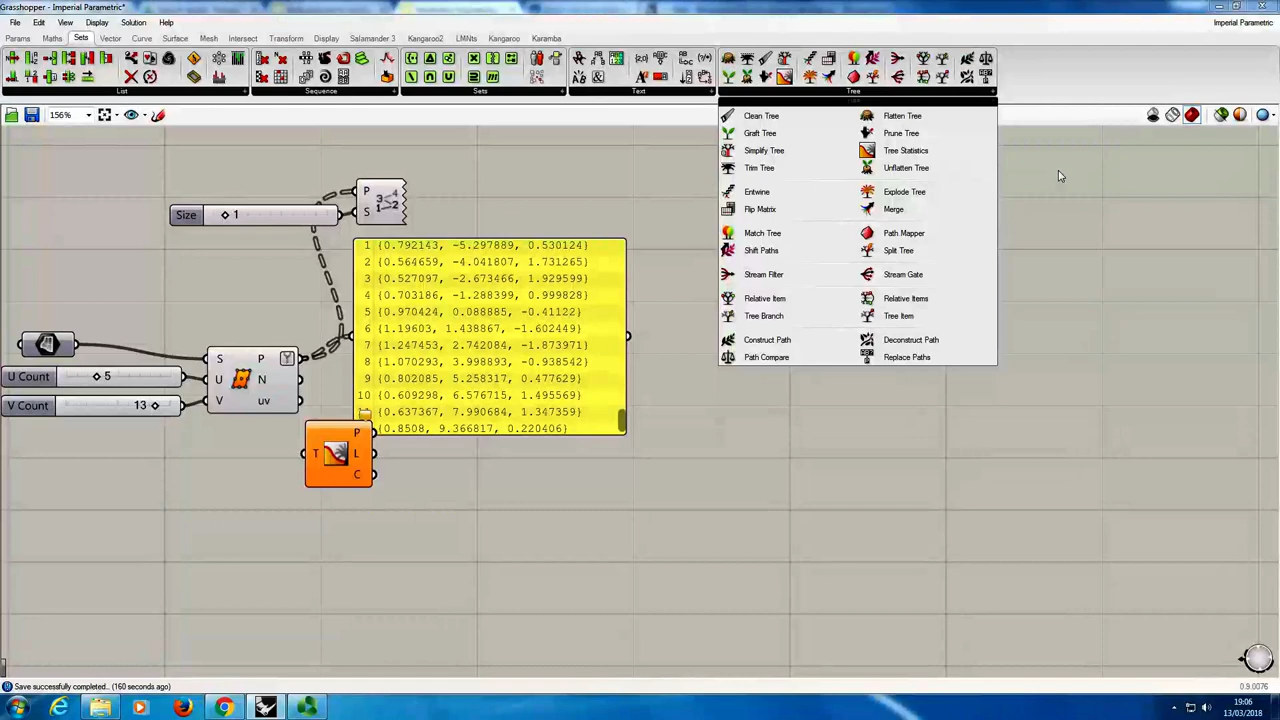 Grasshopper - Imperial Parametric*
File Edit View Display Solution Help
Imperial Parametric
Params Maths Sets Vector Curve Surface Mesh Intersect Transform Display Salamander 3 Kangaroo2 LMNts Kangaroo Karamba
List Sequence Sets Text Tree
156%
Clean Tree Flatten Tree
Graft Tree Prune Tree
Simplify Tree Tree Statistics
Trim Tree Unflatten Tree
Entwine Explode Tree
Flip Matrix Merge
Match Tree Path Mapper
Shift Paths Split Tree
Stream Filter Stream Gate
Relative Item Relative Items
Tree Branch Tree Item
Construct Path Deconstruct Path
Path Compare Replace Paths
P
S
3 4
1 2
Size 1
1 {0.792143, -5.297889, 0.530124}
2 {0.564659, -4.041807, 1.731265}
3 {0.527097, -2.673466, 1.929599}
4 {0.703186, -1.288399, 0.999828}
5 {0.970424, 0.088885, -0.41122}
6 {1.19603, 1.438867, -1.602449}
7 {1.247453, 2.742084, -1.873971}
8 {1.070293, 3.998893, -0.938542}
9 {0.802085, 5.258317, 0.477629}
10 {0.609298, 6.576715, 1.495569}
{0.637367, 7.990684, 1.347359}
{0.8508, 9.366817, 0.220406}
S P
U N
V uv
U Count 5
V Count 13
P
T L
C
Save successfully completed... (160 seconds ago)
0.9.0076
19:06
13/03/2018